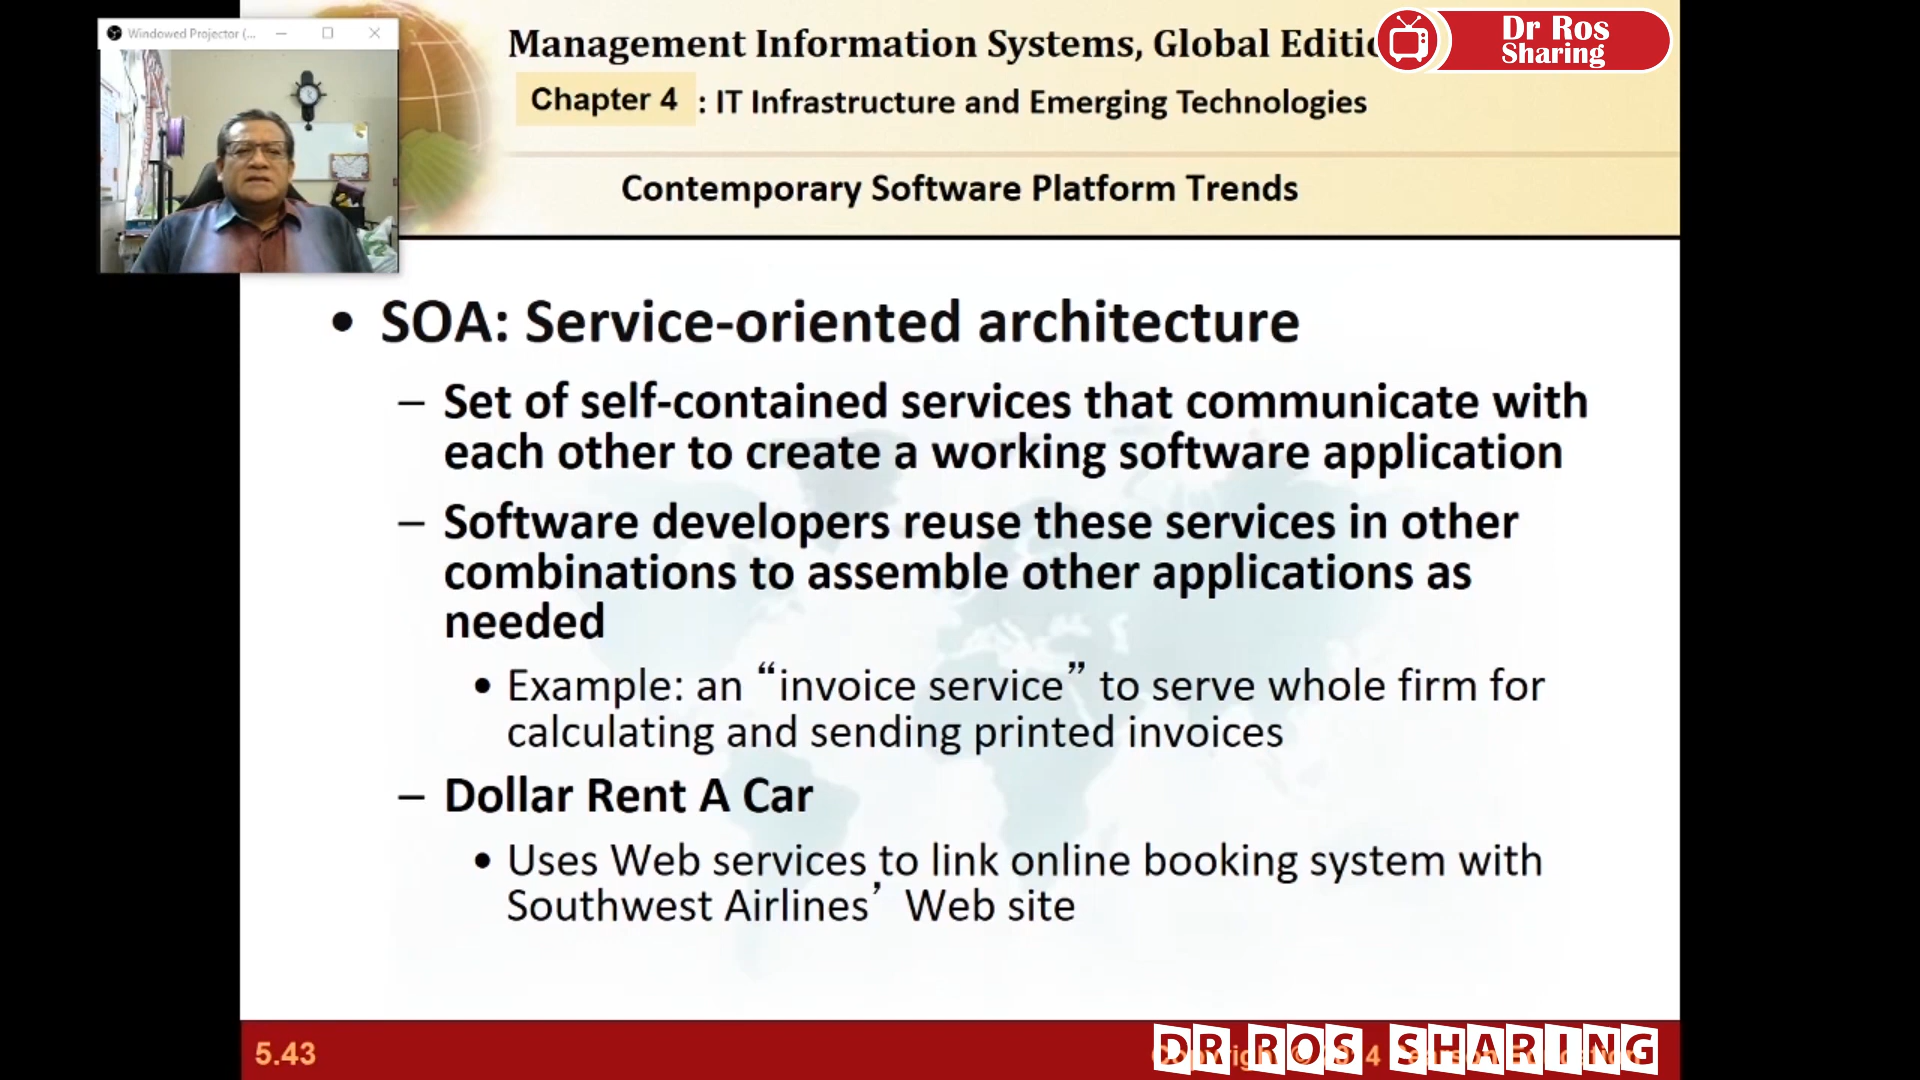 Windowed Projector (...
Management Information Systems, Global Editi
Dr Ros
Sharing
Chapter 4 : IT Infrastructure and Emerging Technologies
Contemporary Software Platform Trends
• SOA: Service-oriented architecture
– Set of self-contained services that communicate with
each other to create a working software application
– Software developers reuse these services in other
combinations to assemble other applications as
needed
• Example: an “invoice service” to serve whole firm for
calculating and sending printed invoices
– Dollar Rent A Car
• Uses Web services to link online booking system with
Southwest Airlines’ Web site
5.43
DR ROS SHARING